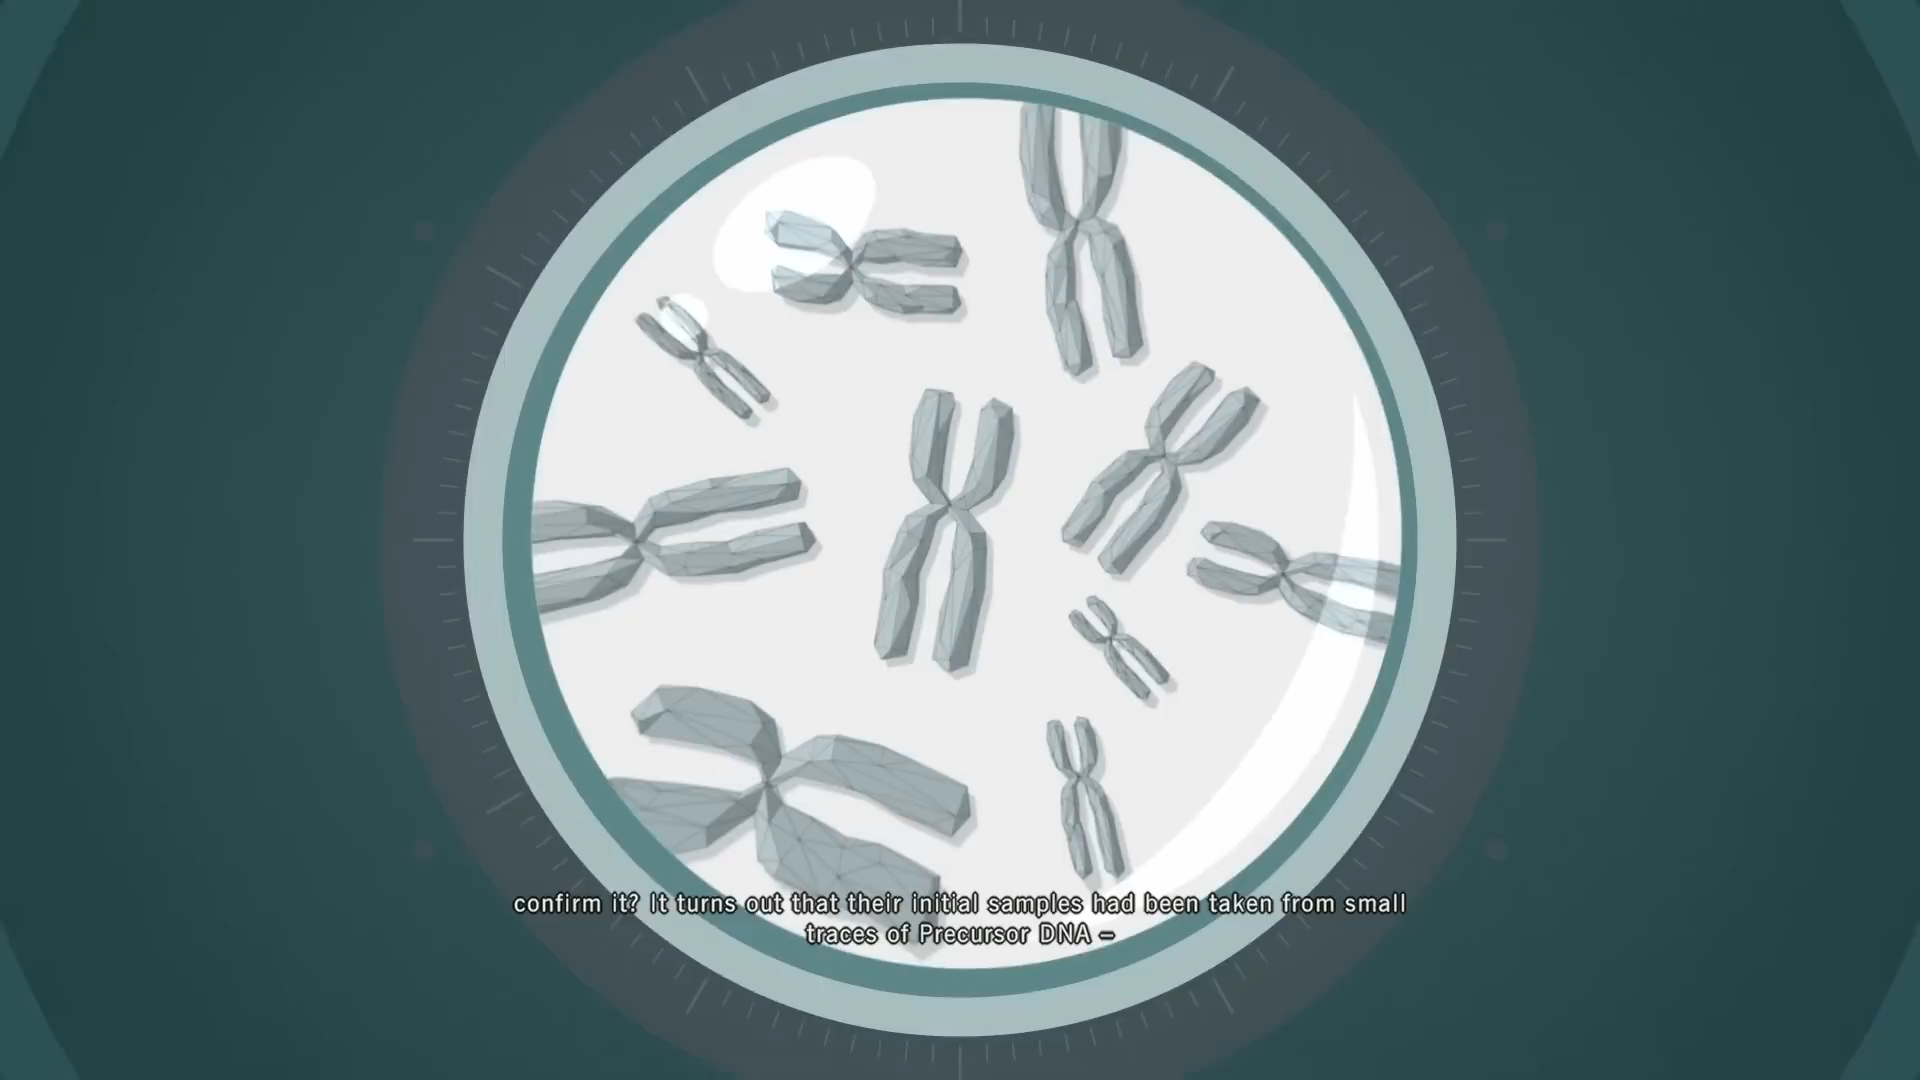 confirm it? It turns out that their initial samples had been taken from small
traces of Precursor DNA –